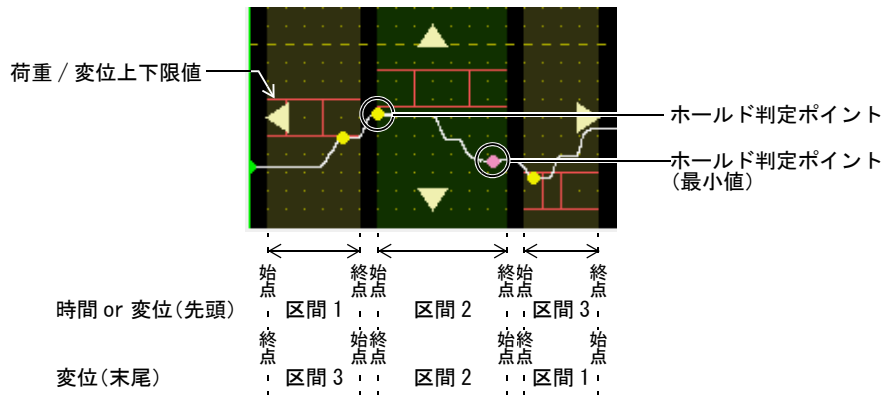 荷重 / 変位上下限値
ホールド判定ポイント
ホールド判定ポイント
(最小値)
始点 終点 始点 終点 始点 終点
時間 or 変位(先頭) 区間 1 区間 2 区間 3
終点 始点 終点 始点 終点 始点
変位(末尾) 区間 3 区間 2 区間 1